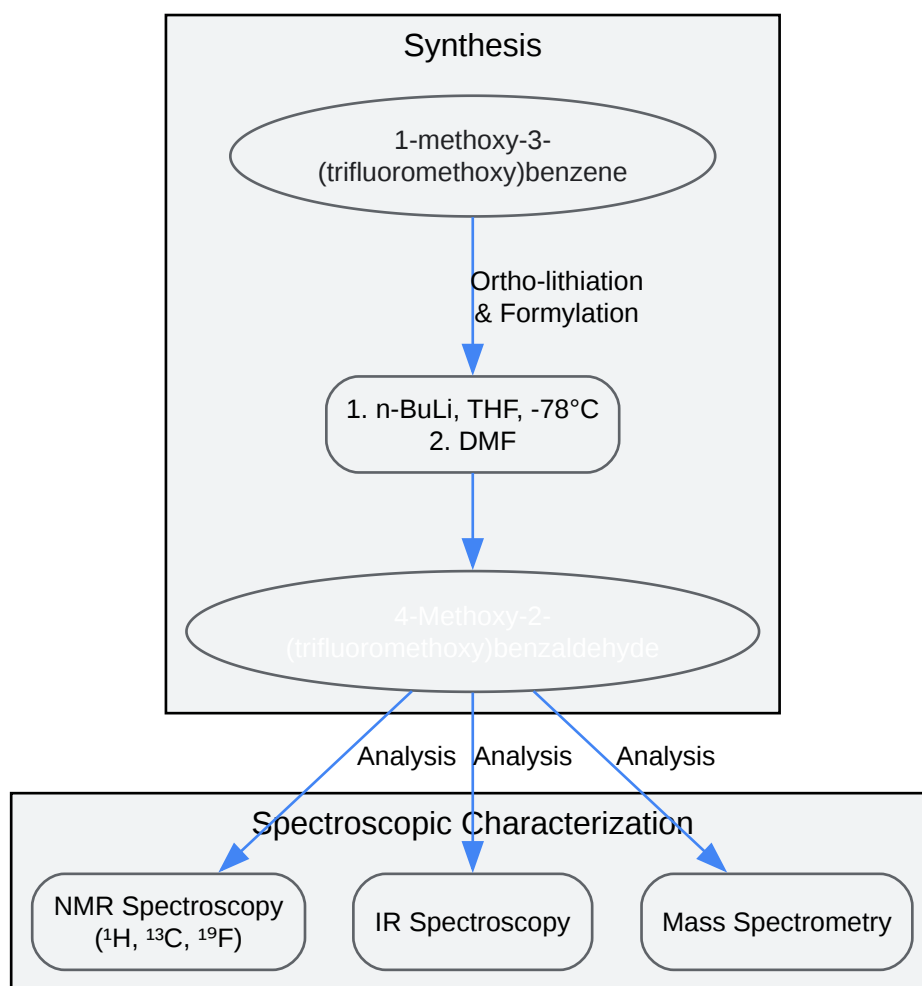 Synthesis
1-methoxy-3-
(trifluoromethoxy)benzene
Ortho-lithiation
& Formylation
1. n-BuLi, THF, -78°C
2. DMF
4-Methoxy-2-
(trifluoromethoxy)benzaldehyde
Analysis
Analysis
Analysis
Spectroscopic Characterization
NMR Spectroscopy
(¹H, ¹³C, ¹⁹F)
IR Spectroscopy
Mass Spectrometry